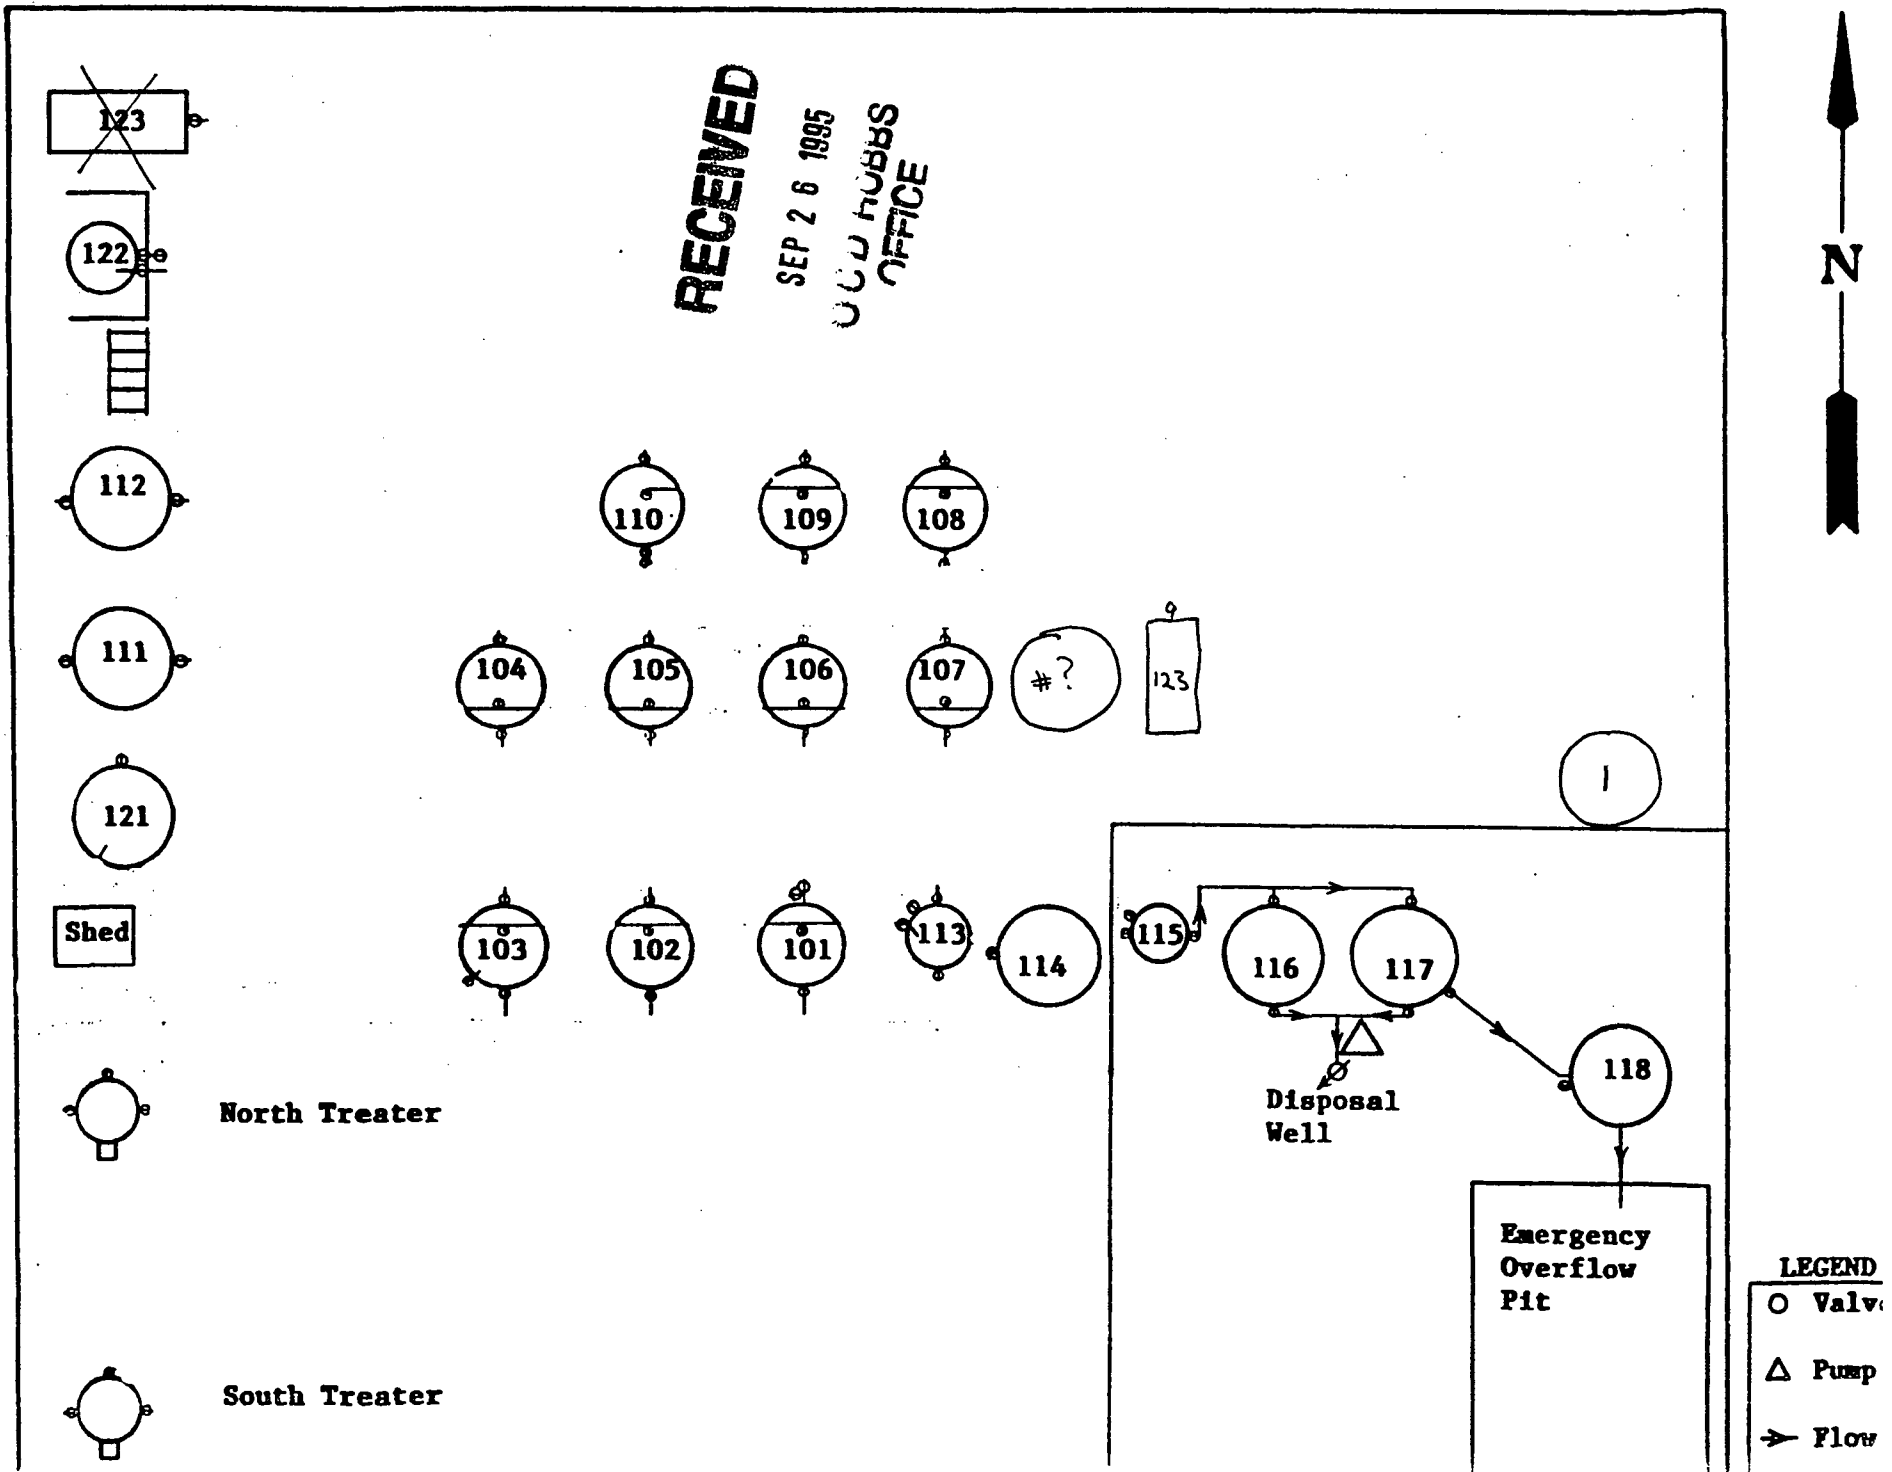 123
RECEIVED
SEP 26 1995
OCD HOBBS
OFFICE
122
N
112
110
109
108
111
104
105
106
107
#?
123
121
1
Shed
103
102
101
113
114
115
116
117
118
Disposal
Well
North Treater
Emergency
Overflow
Pit
LEGEND
Valve
Pump
Flow
South Treater